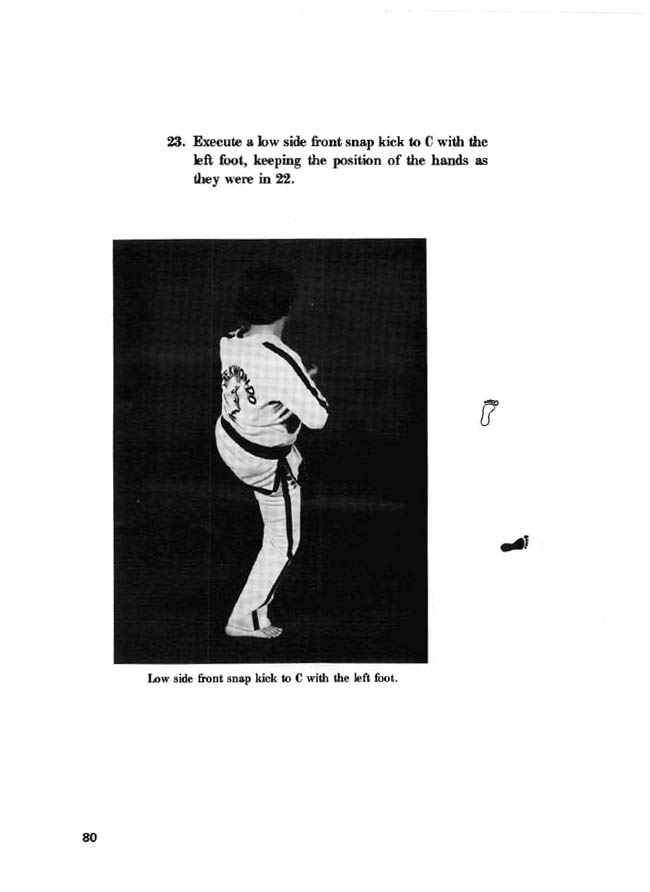 23. Execute a low side front snap kick to C with the
left foot, keeping the position of the hands as
they were in 22.
TAEKWON-DO
Low side front snap kick to C with the left foot.
80